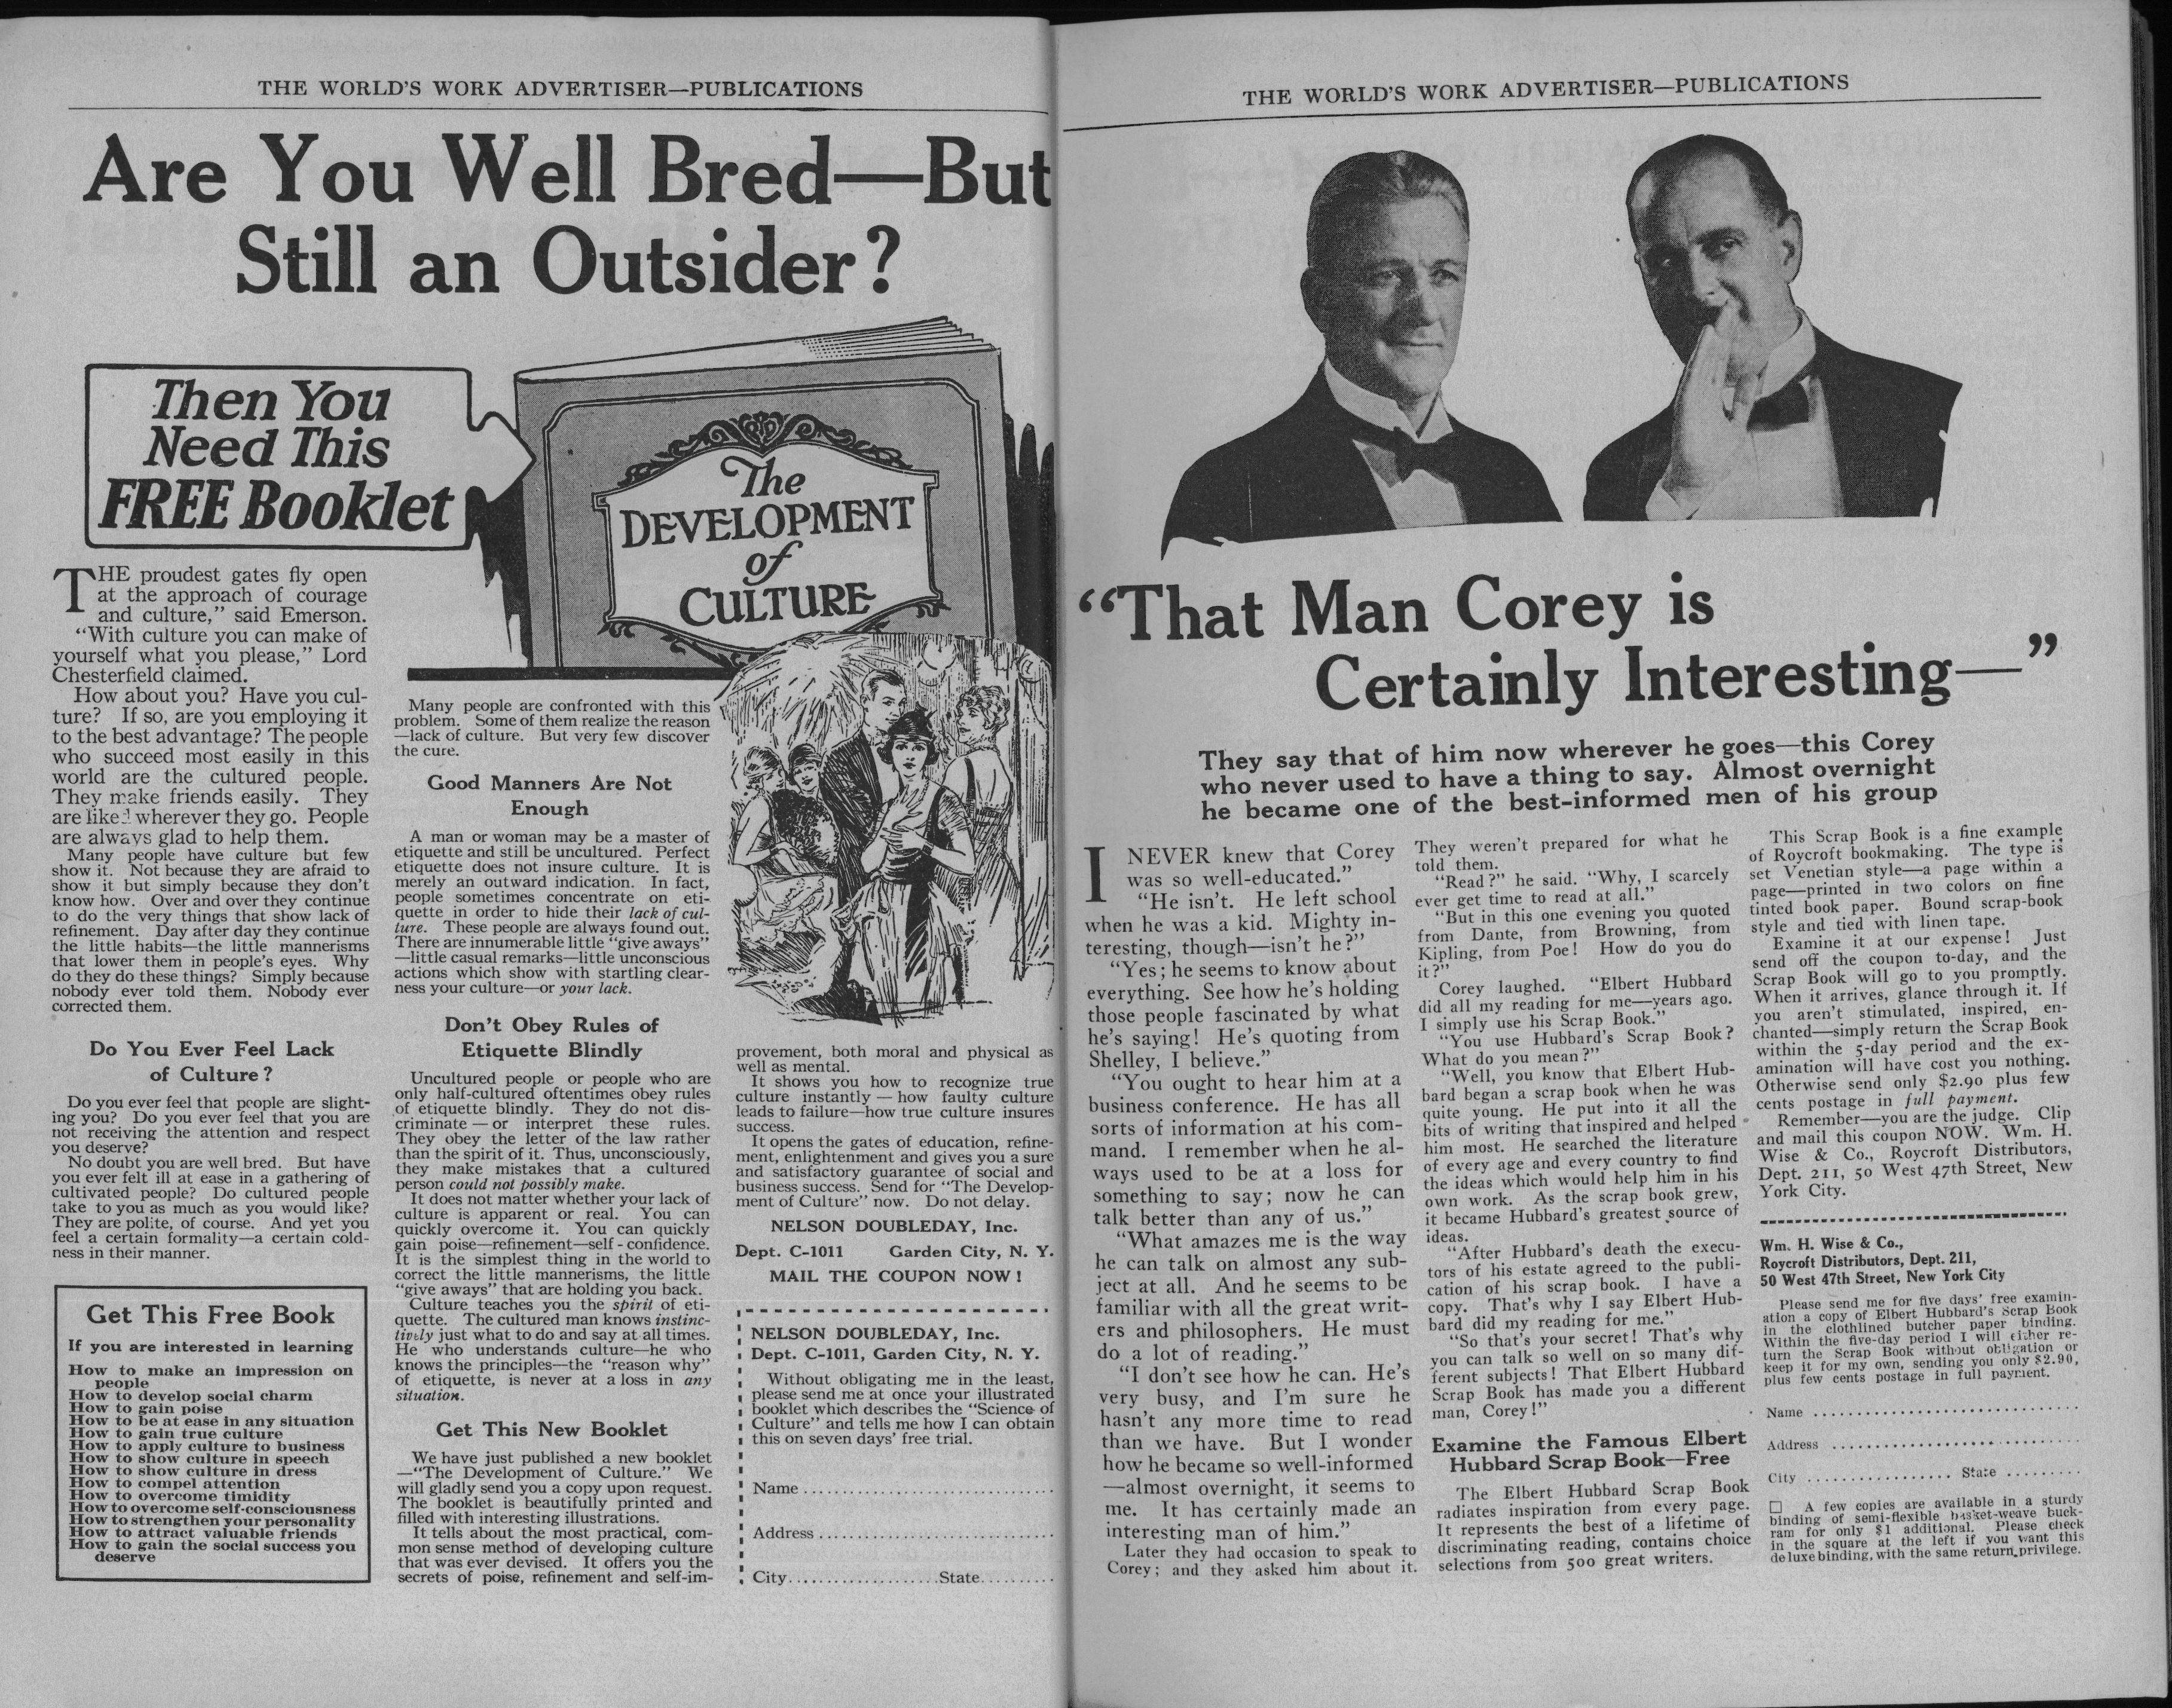 THE WORLD'S WORK ADVERTISER—PUBLICATIONS
Are You Well Bred—But
Still an Outsider?
Then You
Need This
FREE Booklet
The
DEVELOPMENT
of
CULTURE
THE proudest gates fly open
at the approach of courage
and culture," said Emerson.
"With culture you can make of
yourself what you please," Lord
Chesterfield claimed.
How about you? Have you cul-
ture? If so, are you employing it
to the best advantage? The people
who succeed most easily in this
world are the cultured people.
They make friends easily. They
are liked wherever they go. People
are always glad to help them.
Many people have culture but few
show it. Not because they are afraid to
show it but simply because they don't
know how. Over and over they continue
to do the very things that show lack of
refinement. Day after day they continue
the little habits—the little mannerisms
that lower them in people's eyes. Why
do they do these things? Simply because
nobody ever told them. Nobody ever
corrected them.
Do You Ever Feel Lack
of Culture?
Do you ever feel that people are slight-
ing you? Do you ever feel that you are
not receiving the attention and respect
you deserve?
No doubt you are well bred. But have
you ever felt ill at ease in a gathering of
cultivated people? Do cultured people
take to you as much as you would like?
They are polite, of course. And yet you
feel a certain formality—a certain cold-
ness in their manner.
Get This Free Book
If you are interested in learning
How to make an impression on
people
How to develop social charm
How to gain poise
How to be at ease in any situation
How to gain true culture
How to apply culture to business
How to show culture in speech
How to show culture in dress
How to compel attention
How to overcome timidity
How to overcome self-consciousness
How to strengthen your personality
How to attract valuable friends
How to gain the social success you
deserve
Many people are confronted with this
problem. Some of them realize the reason
—lack of culture. But very few discover
the cure.
Good Manners Are Not
Enough
A man or woman may be a master of
etiquette and still be uncultured. Perfect
etiquette does not insure culture. It is
merely an outward indication. In fact,
people sometimes concentrate on eti-
quette in order to hide their lack of cul-
ture. These people are always found out.
There are innumerable little "give aways"
—little casual remarks—little unconscious
actions which show with startling clear-
ness your culture—or your lack.
Don't Obey Rules of
Etiquette Blindly
Uncultured people or people who are
only half-cultured oftentimes obey rules
of etiquette blindly. They do not dis-
criminate — or interpret these rules.
They obey the letter of the law rather
than the spirit of it. Thus, unconsciously,
they make mistakes that a cultured
person could not possibly make.
It does not matter whether your lack of
culture is apparent or real. You can
quickly overcome it. You can quickly
gain poise—refinement—self-confidence.
It is the simplest thing in the world to
correct the little mannerisms, the little
"give aways" that are holding you back.
Culture teaches you the spirit of eti-
quette. The cultured man knows instinc-
tively just what to do and say at all times.
He who understands culture—he who
knows the principles—the "reason why"
of etiquette, is never at a loss in any
situation.
Get This New Booklet
We have just published a new booklet
—"The Development of Culture." We
will gladly send you a copy upon request.
The booklet is beautifully printed and
filled with interesting illustrations.
It tells about the most practical, com-
mon sense method of developing culture
that was ever devised. It offers you the
secrets of poise, refinement and self-im-
provement, both moral and physical as
well as mental.
It shows you how to recognize true
culture instantly — how faulty culture
leads to failure—how true culture insures
success.
It opens the gates of education, refine-
ment, enlightenment and gives you a sure
and satisfactory guarantee of social and
business success. Send for "The Develop-
ment of Culture" now. Do not delay.
NELSON DOUBLEDAY, Inc.
Dept. C-1011 Garden City, N. Y.
MAIL THE COUPON NOW!
NELSON DOUBLEDAY, Inc.
Dept. C-1011, Garden City, N. Y.
Without obligating me in the least,
please send me at once your illustrated
booklet which describes the "Science of
Culture" and tells me how I can obtain
this on seven days' free trial.
Name
Address
City State
THE WORLD'S WORK ADVERTISER—PUBLICATIONS
"That Man Corey is
Certainly Interesting—"
They say that of him now wherever he goes—this Corey
who never used to have a thing to say. Almost overnight
he became one of the best-informed men of his group
I NEVER knew that Corey
was so well-educated."
"He isn't. He left school
when he was a kid. Mighty in-
teresting, though—isn't he?"
"Yes; he seems to know about
everything. See how he's holding
those people fascinated by what
he's saying! He's quoting from
Shelley, I believe."
"You ought to hear him at a
business conference. He has all
sorts of information at his com-
mand. I remember when he al-
ways used to be at a loss for
something to say; now he can
talk better than any of us."
"What amazes me is the way
he can talk on almost any sub-
ject at all. And he seems to be
familiar with all the great writ-
ers and philosophers. He must
do a lot of reading."
"I don't see how he can. He's
very busy, and I'm sure he
hasn't any more time to read
than we have. But I wonder
how he became so well-informed
—almost overnight, it seems to
me. It has certainly made an
interesting man of him."
Later they had occasion to speak to
Corey; and they asked him about it.
They weren't prepared for what he
told them.
"Read?" he said. "Why, I scarcely
ever get time to read at all."
"But in this one evening you quoted
from Dante, from Browning, from
Kipling, from Poe! How do you do
it?"
Corey laughed. "Elbert Hubbard
did all my reading for me—years ago.
I simply use his Scrap Book."
"You use Hubbard's Scrap Book?
What do you mean?"
"Well, you know that Elbert Hub-
bard began a scrap book when he was
quite young. He put into it all the
bits of writing that inspired and helped
him most. He searched the literature
of every age and every country to find
the ideas which would help him in his
own work. As the scrap book grew,
it became Hubbard's greatest source of
ideas.
"After Hubbard's death the execu-
tors of his estate agreed to the publi-
cation of his scrap book. I have a
copy. That's why I say Elbert Hub-
bard did my reading for me."
"So that's your secret! That's why
you can talk so well on so many dif-
ferent subjects! That Elbert Hubbard
Scrap Book has made you a different
man, Corey!"
Examine the Famous Elbert
Hubbard Scrap Book—Free
The Elbert Hubbard Scrap Book
radiates inspiration from every page.
It represents the best of a lifetime of
discriminating reading, contains choice
selections from 500 great writers.
This Scrap Book is a fine example
of Roycroft bookmaking. The type is
set Venetian style—a page within a
page—printed in two colors on fine
tinted book paper. Bound scrap-book
style and tied with linen tape.
Examine it at our expense! Just
send off the coupon to-day, and the
Scrap Book will go to you promptly.
When it arrives, glance through it. If
you aren't stimulated, inspired, en-
chanted—simply return the Scrap Book
within the 5-day period and the ex-
amination will have cost you nothing.
Otherwise send only $2.90 plus few
cents postage in full payment.
Remember—you are the judge. Clip
and mail this coupon NOW. Wm. H.
Wise & Co., Roycroft Distributors,
Dept. 211, 50 West 47th Street, New
York City.
Wm. H. Wise & Co.,
Roycroft Distributors, Dept. 211,
50 West 47th Street, New York City
Please send me for five days' free examin-
ation a copy of Elbert Hubbard's Scrap Book
in the clothlined butcher paper binding.
Within the five-day period I will either re-
turn the Scrap Book without obligation or
keep it for my own, sending you only $2.90,
plus few cents postage in full payment.
Name
Address
City State
A few copies are available in a sturdy
binding of semi-flexible basket-weave buck-
ram for only $1 additional. Please check
in the square at the left if you want this
de luxe binding, with the same return privilege.